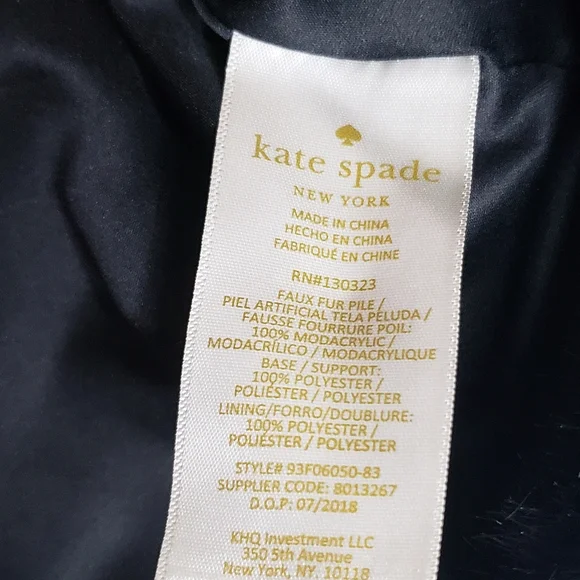 kate spade
NEW YORK
MADE IN CHINA
HECHO EN CHINA
FABRIQUÉ EN CHINE
RN#130323
FAUX FUR PILE /
PIEL ARTIFICIAL TELA PELUDA /
FAUSSE FOURRURE POIL:
100% MODACRYLIC /
MODACRÍLICO / MODACRYLIQUE
BASE / SUPPORT:
100% POLYESTER /
POLIÉSTER / POLYESTER
LINING/FORRO/DOUBLURE:
100% POLYESTER /
POLIÉSTER / POLYESTER
STYLE# 93F06050-83
SUPPLIER CODE: 8013267
D.O.P: 07/2018
KHQ Investment LLC
350 5th Avenue
New York, NY. 10118